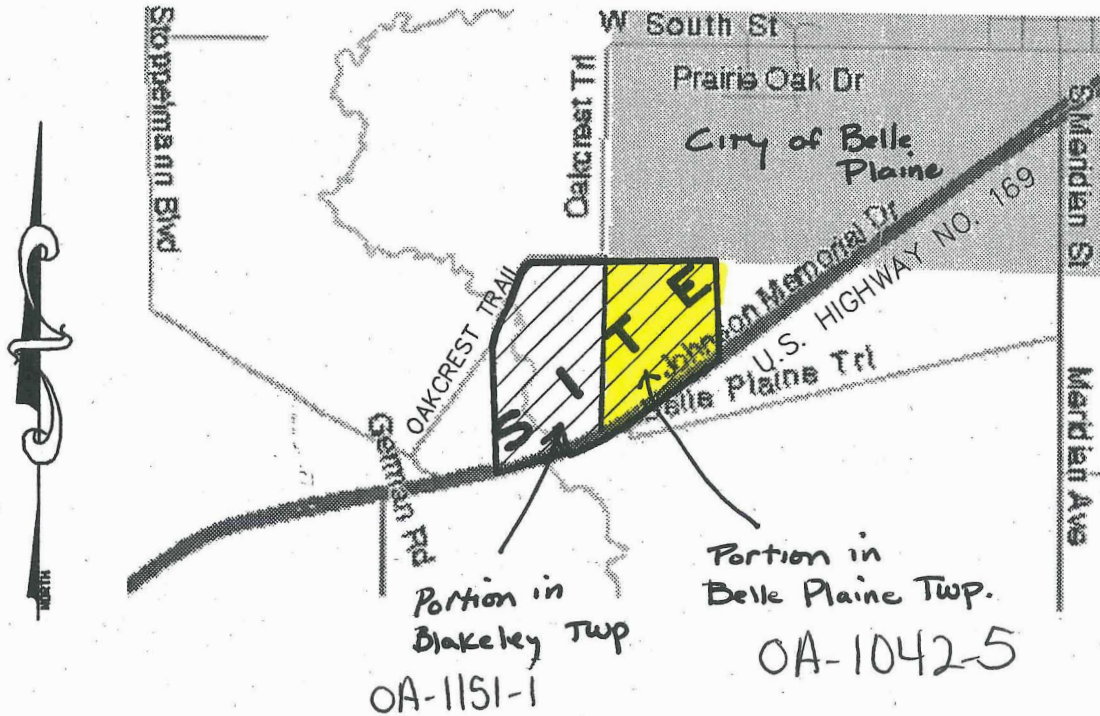 W South St
Prairie Oak Dr
City of Belle
Plaine
Stoppelmann Blvd
Oakcrest Trl
S Meridian St
Johnson Memorial Dr
U.S. HIGHWAY NO. 169
OAKCREST TRAIL
SITE
Belle Plaine Trl
German Rd
Meridian Ave
NORTH
Portion in
Blakeley Twp
OA-1151-1
Portion in
Belle Plaine Twp.
OA-1042-5